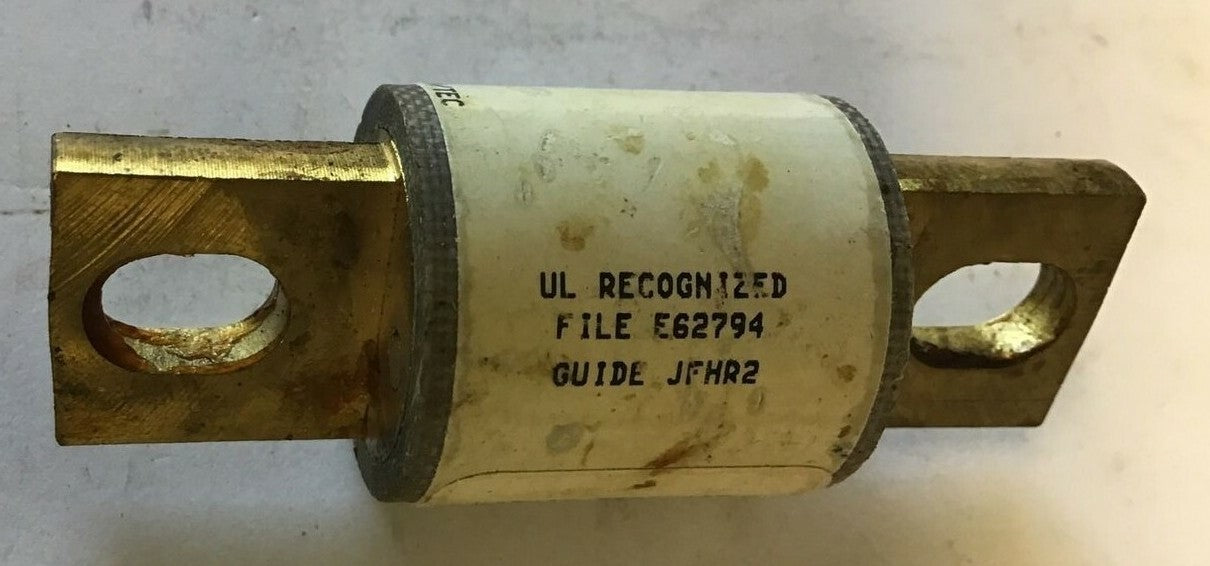 UL RECOGNIZED
FILE E62794
GUIDE JFHR2